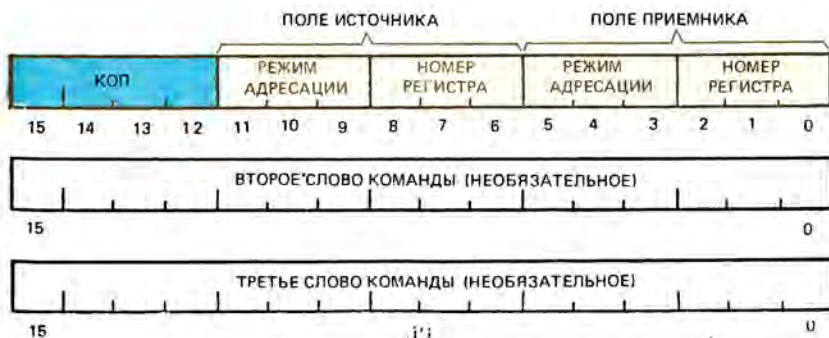 ПОЛЕ ИСТОЧНИКА ПОЛЕ ПРИЕМНИКА
КОП РЕЖИМ АДРЕСАЦИИ НОМЕР РЕГИСТРА РЕЖИМ АДРЕСАЦИИ НОМЕР РЕГИСТРА
15 14 13 12 11 10 9 8 7 6 5 4 3 2 1 0
ВТОРОЕ СЛОВО КОМАНДЫ (НЕОБЯЗАТЕЛЬНОЕ)
15 0
ТРЕТЬЕ СЛОВО КОМАНДЫ (НЕОБЯЗАТЕЛЬНОЕ)
15 0